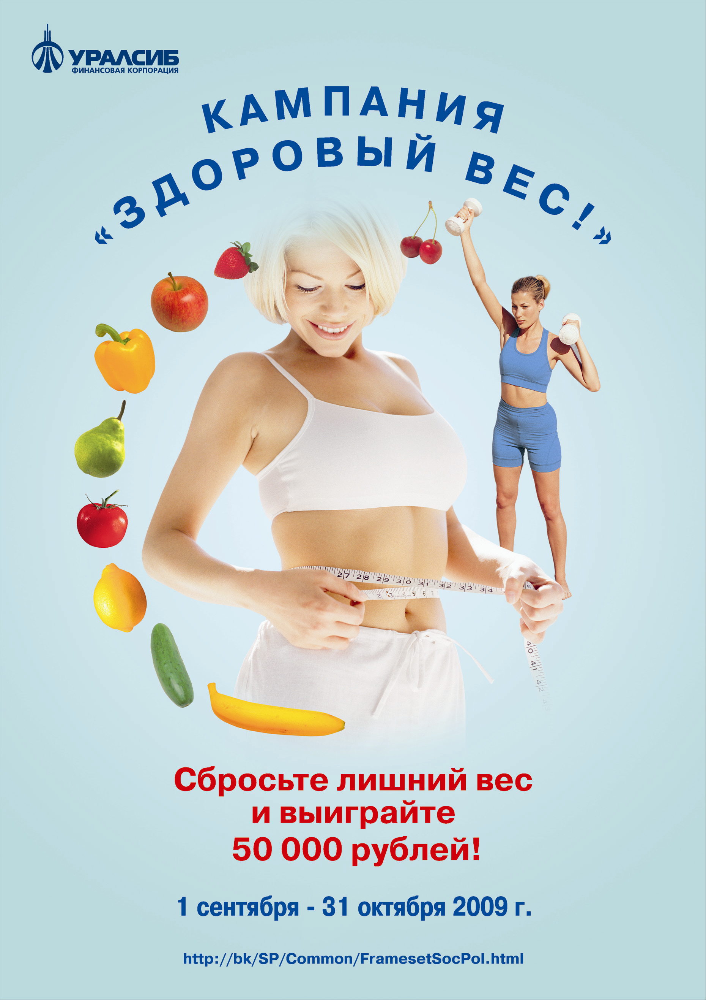 УРАЛСИБ
ФИНАНСОВАЯ КОРПОРАЦИЯ
КАМПАНИЯ
«ЗДОРОВЫЙ ВЕС!»
27 28 29 30 31 32 33 34
2 3 4 5 6 7
40 41 42
Сбросьте лишний вес
и выиграйте
50 000 рублей!
1 сентября - 31 октября 2009 г.
http://bk/SP/Common/FramesetSocPol.html